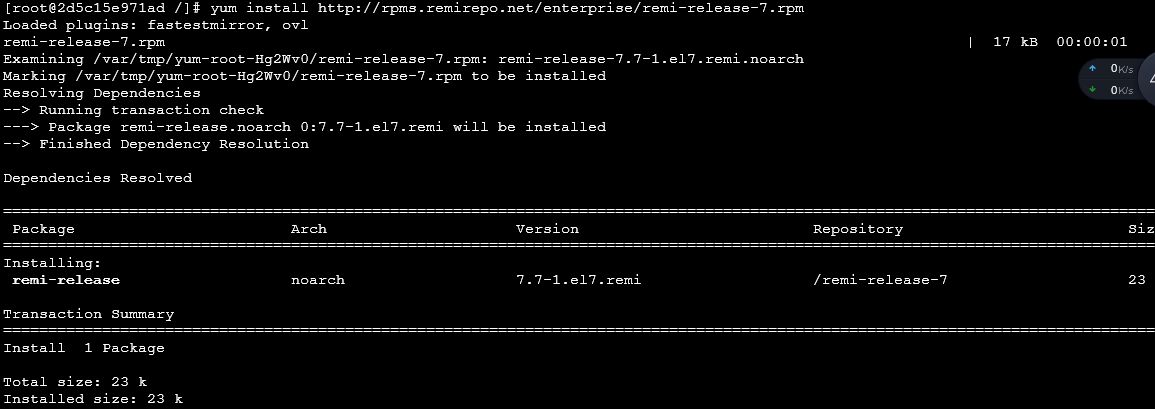 [root@2d5c15e971ad /]# yum install http://rpms.remirepo.net/enterprise/remi-release-7.rpm
Loaded plugins: fastestmirror, ovl
remi-release-7.rpm | 17 kB 00:00:01
Examining /var/tmp/yum-root-Hg2Wv0/remi-release-7.rpm: remi-release-7.7-1.el7.remi.noarch
Marking /var/tmp/yum-root-Hg2Wv0/remi-release-7.rpm to be installed
↑ 0K/s
4
↓ 0K/s
Resolving Dependencies
--> Running transaction check
---> Package remi-release.noarch 0:7.7-1.el7.remi will be installed
--> Finished Dependency Resolution
Dependencies Resolved
================================================================================================================================
Package Arch Version Repository Siz
================================================================================================================================
Installing:
remi-release noarch 7.7-1.el7.remi /remi-release-7 23
Transaction Summary
================================================================================================================================
Install 1 Package
Total size: 23 k
Installed size: 23 k